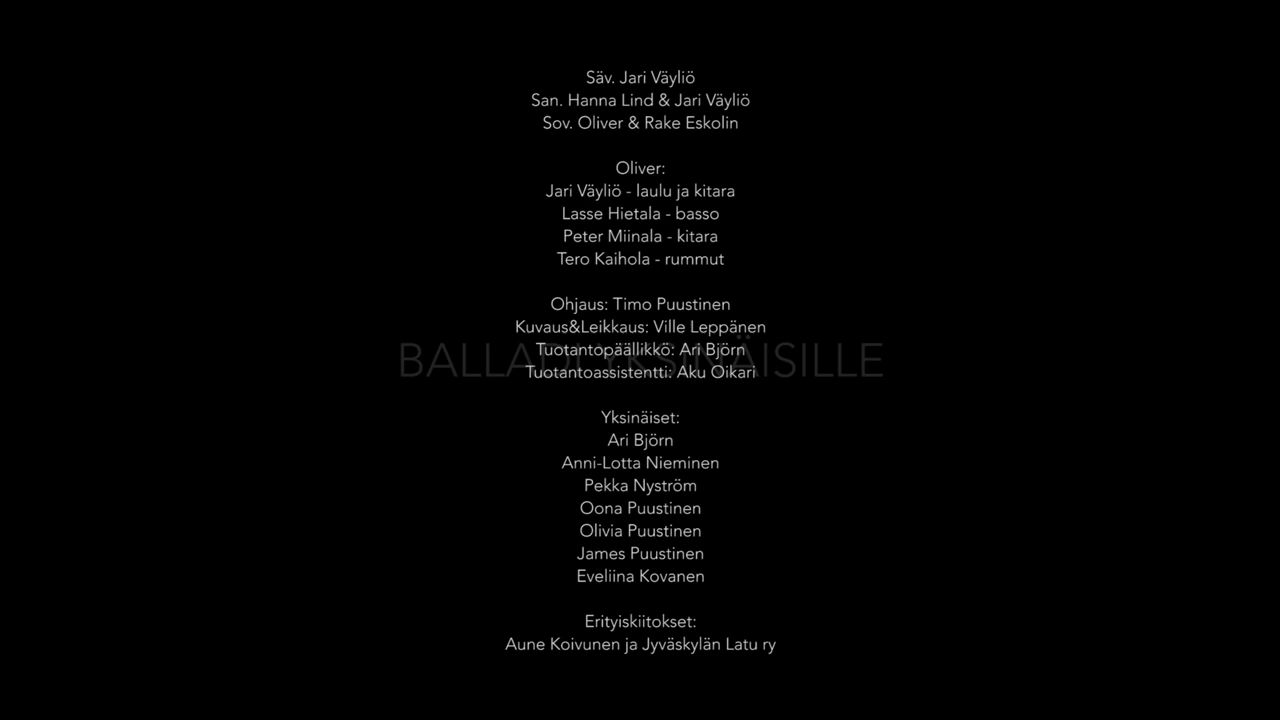 Säv. Jari Väyliö
San. Hanna Lind & Jari Väyliö
Sov. Oliver & Rake Eskolin
Oliver:
Jari Väyliö - laulu ja kitara
Lasse Hietala - basso
Peter Miinala - kitara
Tero Kaihola - rummut
Ohjaus: Timo Puustinen
Kuvaus&Leikkaus: Ville Leppänen
Tuotantopäällikkö: Ari Björn
BALLADI YKSINÄISILLE
Tuotantoassistentti: Aku Oikari
Yksinäiset:
Ari Björn
Anni-Lotta Nieminen
Pekka Nyström
Oona Puustinen
Olivia Puustinen
James Puustinen
Eveliina Kovanen
Erityiskiitokset:
Aune Koivunen ja Jyväskylän Latu ry